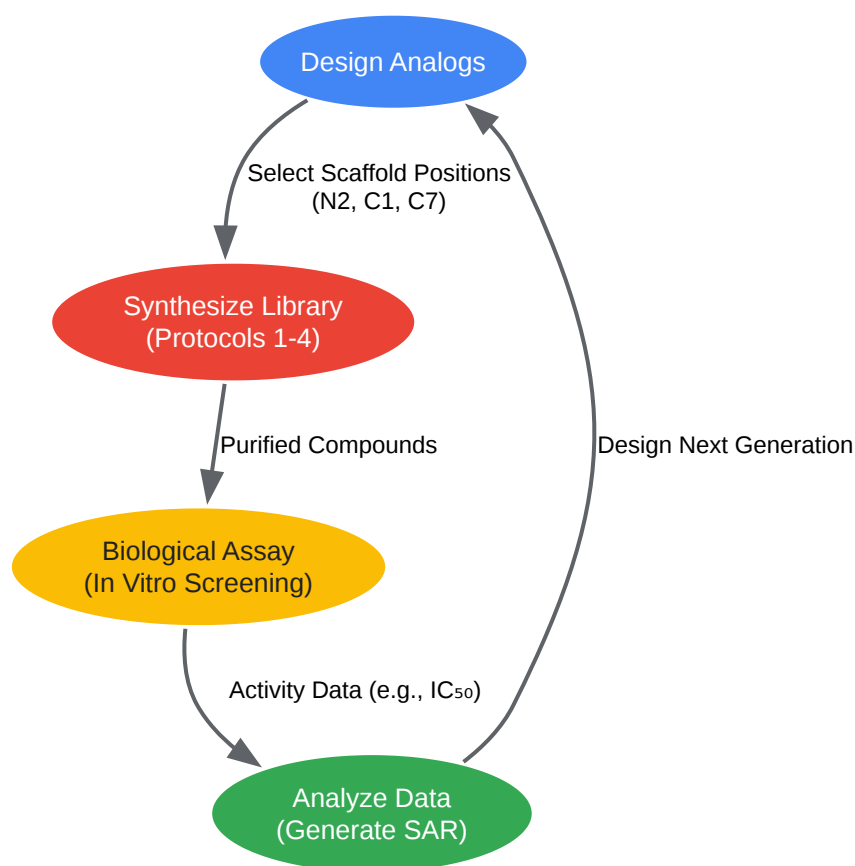 Design Analogs
Select Scaffold Positions
(N2, C1, C7)
Synthesize Library
(Protocols 1-4)
Purified Compounds
Design Next Generation
Biological Assay
(In Vitro Screening)
Activity Data (e.g., IC₅₀)
Analyze Data
(Generate SAR)